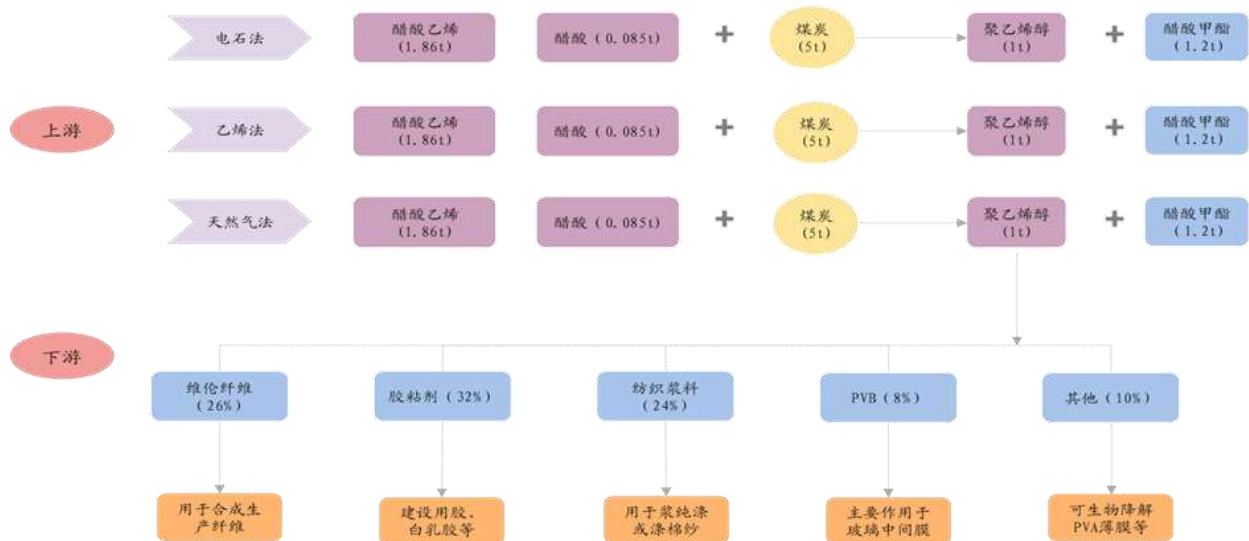 电石法
醋酸乙烯
(1.86t)
醋酸（0.085t）
+
煤炭
(5t)
聚乙烯醇
(1t)
+
醋酸甲酯
（1.2t）
上游
乙烯法
醋酸乙烯
(1.86t)
醋酸（0.085t）
+
煤炭
(5t)
聚乙烯醇
(1t)
+
醋酸甲酯
（1.2t）
天然气法
醋酸乙烯
(1.86t)
醋酸（0.085t）
+
煤炭
(5t)
聚乙烯醇
(1t)
+
醋酸甲酯
（1.2t）
下游
维伦纤维
（26%）
胶粘剂（32%）
纺织浆料
（24%）
PVB（8%）
其他（10%）
用于合成生
产纤维
建设用胶、
白乳胶等
用于浆纯涤
或涤棉纱
主要作用于
玻璃中间膜
可生物降解
PVA薄膜等